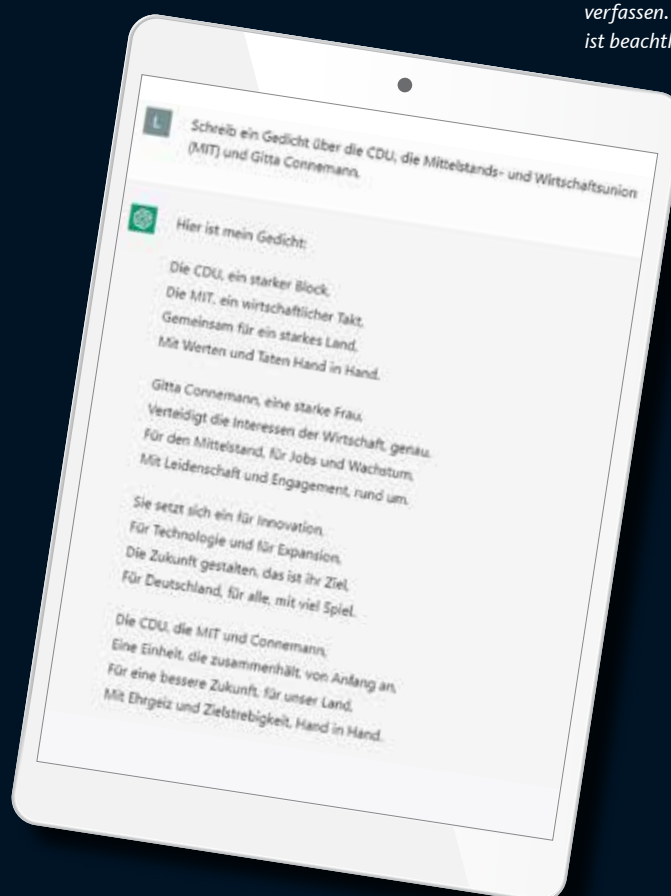 verfassen.
ist
L
Schreib ein Gedicht über die CDU, die Mittelstands- und Wirtschaftsunion
(MIT) und Gitta Connemann.
Hier ist mein Gedicht:
Die CDU, ein starker Block,
Die MIT, ein wirtschaftlicher Takt,
Gemeinsam für ein starkes Land,
Mit Werten und Taten Hand in Hand.
Gitta Connemann, eine starke Frau,
Verteidigt die Interessen der Wirtschaft, genau.
Für den Mittelstand, für Jobs und Wachstum,
Mit Leidenschaft und Engagement, rund um.
Sie setzt sich ein für Innovation,
Für Technologie und für Expansion,
Die Zukunft gestalten, das ist ihr Ziel,
Für Deutschland, für alle, mit viel Spiel.
Die CDU, die MIT und Connemann,
Eine Einheit, die zusammenhält, von Anfang an,
Für eine bessere Zukunft, für unser Land,
Mit Ehrgeiz und Zielstrebigkeit, Hand in Hand.